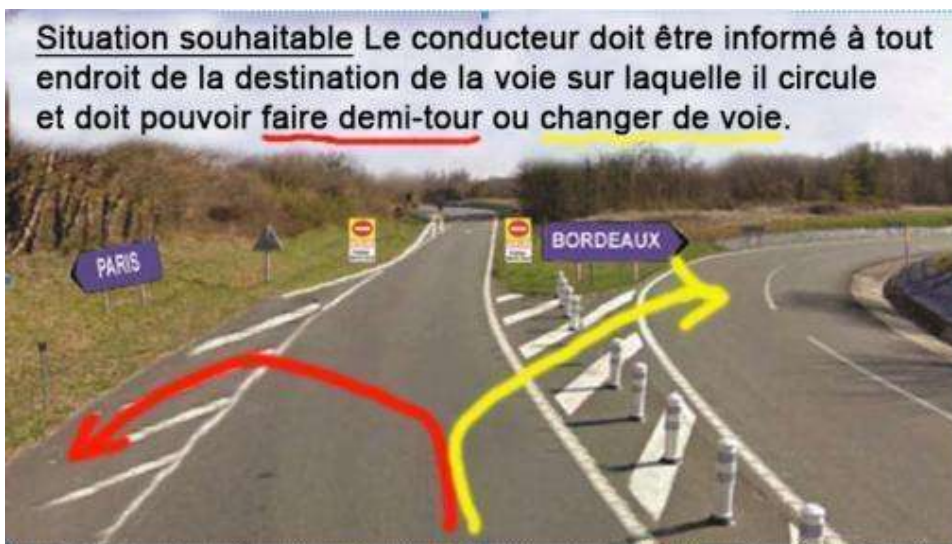 Situation souhaitable Le conducteur doit être informé à tout
endroit de la destination de la voie sur laquelle il circule
et doit pouvoir faire demi-tour ou changer de voie.
PARIS
BORDEAUX